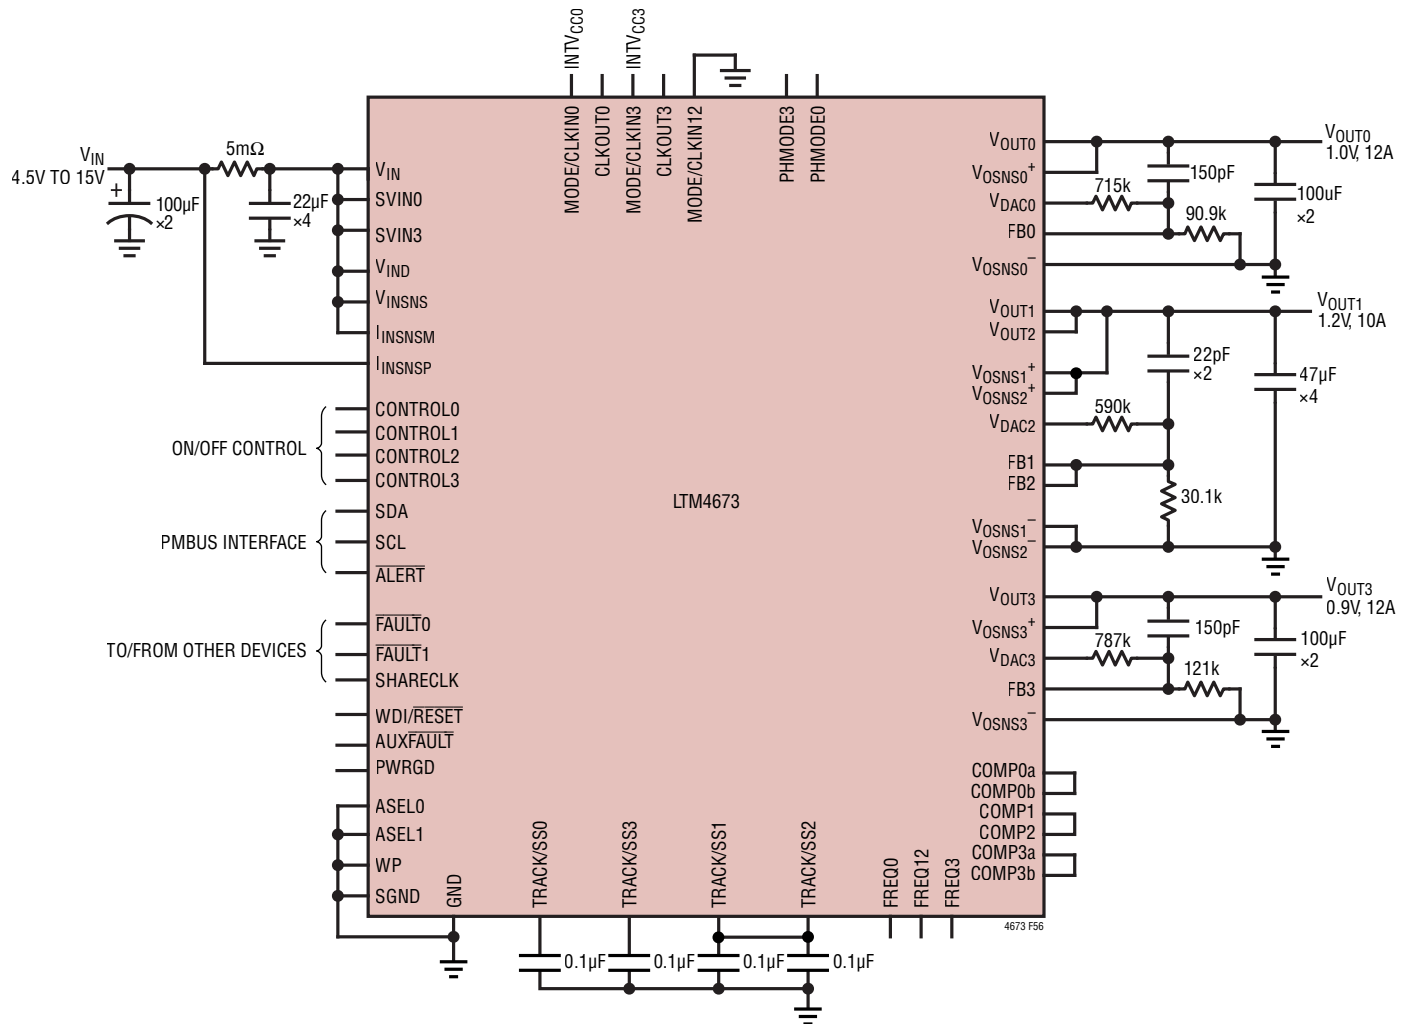 INTVCC0
INTVCC3
MODE/CLKIN0
CLKOUT0
MODE/CLKIN3
CLKOUT3
MODE/CLKIN12
PHMODE3
PHMODE0
VIN
4.5V TO 15V
+
100µF
×2
5mΩ
22µF
×4
VIN
SVIN0
SVIN3
VIND
VINSNS
IINSNSM
IINSNSP
ON/OFF CONTROL
CONTROL0
CONTROL1
CONTROL2
CONTROL3
PMBUS INTERFACE
SDA
SCL
ALERT
TO/FROM OTHER DEVICES
FAULT0
FAULT1
SHARECLK
WDI/RESET
AUXFAULT
PWRGD
ASEL0
ASEL1
WP
SGND
GND
TRACK/SS0
TRACK/SS3
TRACK/SS1
TRACK/SS2
FREQ0
FREQ12
FREQ3
0.1µF
0.1µF
0.1µF
0.1µF
LTM4673
VOUT0
VOSNS0+
VDAC0
FB0
VOSNS0–
715k
150pF
90.9k
100uF
×2
VOUT0
1.0V, 12A
VOUT1
VOUT2
VOSNS1+
VOSNS2+
VDAC2
FB1
FB2
VOSNS1–
VOSNS2–
590k
22pF
×2
30.1k
47µF
×4
VOUT1
1.2V, 10A
VOUT3
VOSNS3+
VDAC3
FB3
VOSNS3–
787k
150pF
121k
100µF
×2
VOUT3
0.9V, 12A
COMP0a
COMP0b
COMP1
COMP2
COMP3a
COMP3b
4673 F56